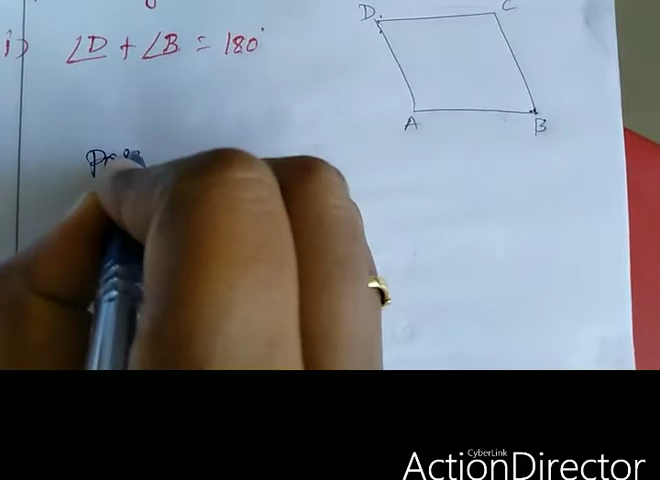 D
C
i) ∠D + ∠B = 180°
A
B
CyberLink
ActionDirector